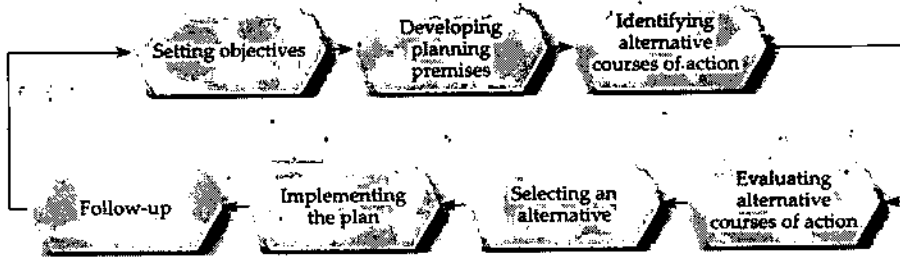 Setting objectives
Developing
planning
premises
Identifying
alternative
courses of action
Evaluating
alternative
courses of action
Selecting an
alternative
Implementing
the plan
Follow-up